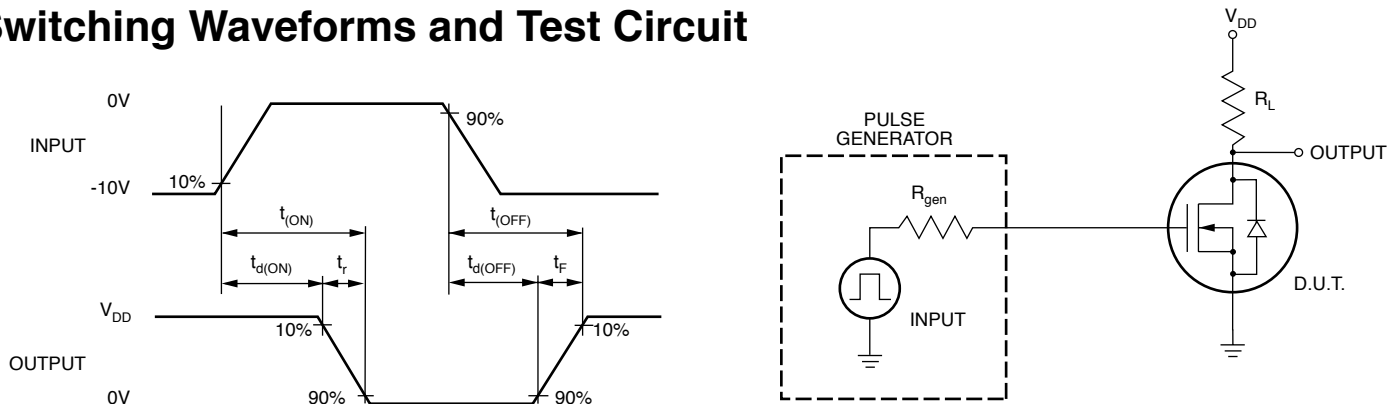 Switching Waveforms and Test Circuit
0V
INPUT
-10V
10%
90%
t(ON)
t(OFF)
td(ON)
tr
td(OFF)
tF
VDD
OUTPUT
0V
10%
90%
10%
90%
PULSE
GENERATOR
Rgen
INPUT
VDD
RL
OUTPUT
D.U.T.